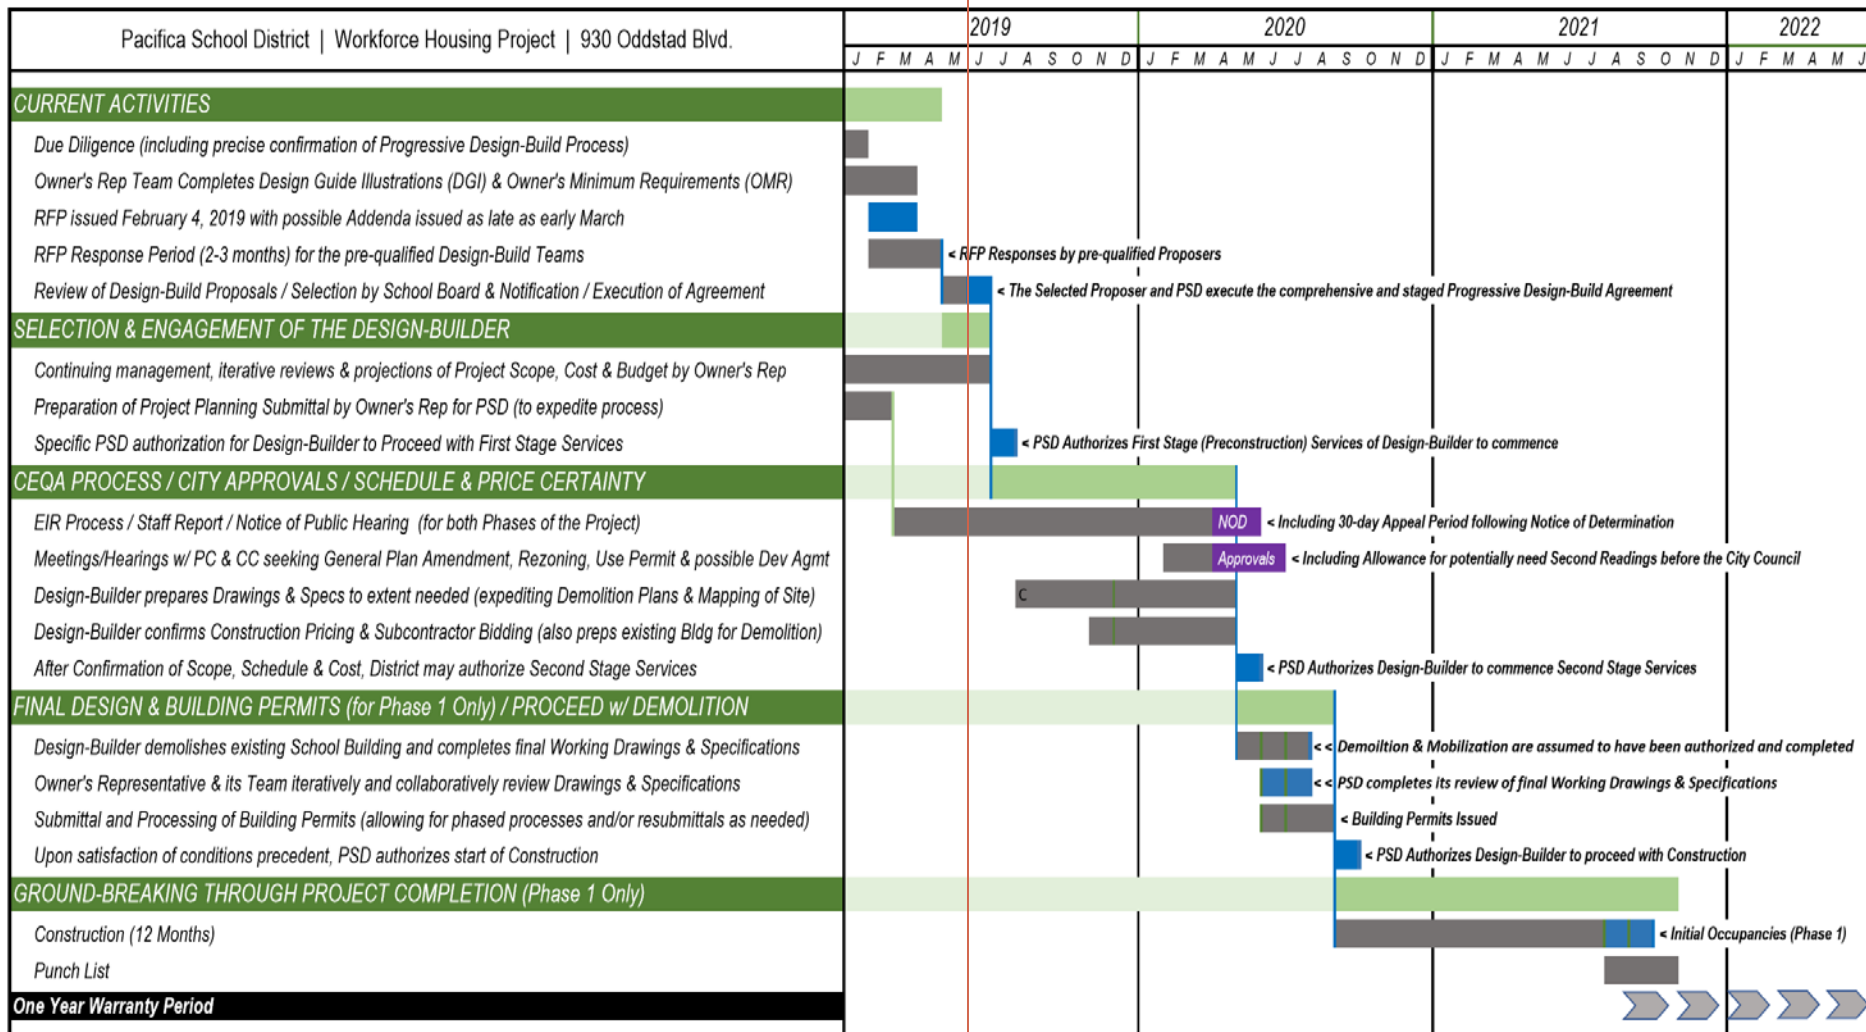 Pacifica School District | Workforce Housing Project | 930 Oddstad Blvd.
2019 2020 2021 2022
J F M A M J J A S O N D J F M A M J J A S O N D J F M A M J J A S O N D J F M A M J
CURRENT ACTIVITIES
Due Diligence (including precise confirmation of Progressive Design-Build Process)
Owner's Rep Team Completes Design Guide Illustrations (DGI) & Owner's Minimum Requirements (OMR)
RFP issued February 4, 2019 with possible Addenda issued as late as early March
RFP Response Period (2-3 months) for the pre-qualified Design-Build Teams < RFP Responses by pre-qualified Proposers
Review of Design-Build Proposals / Selection by School Board & Notification / Execution of Agreement < The Selected Proposer and PSD execute the comprehensive and staged Progressive Design-Build Agreement
SELECTION & ENGAGEMENT OF THE DESIGN-BUILDER
Continuing management, iterative reviews & projections of Project Scope, Cost & Budget by Owner's Rep
Preparation of Project Planning Submittal by Owner's Rep for PSD (to expedite process)
Specific PSD authorization for Design-Builder to Proceed with First Stage Services < PSD Authorizes First Stage (Preconstruction) Services of Design-Builder to commence
CEQA PROCESS / CITY APPROVALS / SCHEDULE & PRICE CERTAINTY
EIR Process / Staff Report / Notice of Public Hearing (for both Phases of the Project) NOD < Including 30-day Appeal Period following Notice of Determination
Meetings/Hearings w/ PC & CC seeking General Plan Amendment, Rezoning, Use Permit & possible Dev Agmt Approvals < Including Allowance for potentially need Second Readings before the City Council
Design-Builder prepares Drawings & Specs to extent needed (expediting Demolition Plans & Mapping of Site) C
Design-Builder confirms Construction Pricing & Subcontractor Bidding (also preps existing Bldg for Demolition)
After Confirmation of Scope, Schedule & Cost, District may authorize Second Stage Services < PSD Authorizes Design-Builder to commence Second Stage Services
FINAL DESIGN & BUILDING PERMITS (for Phase 1 Only) / PROCEED w/ DEMOLITION
Design-Builder demolishes existing School Building and completes final Working Drawings & Specifications < < Demoiltion & Mobilization are assumed to have been authorized and completed
Owner's Representative & its Team iteratively and collaboratively review Drawings & Specifications < < PSD completes its review of final Working Drawings & Specifications
Submittal and Processing of Building Permits (allowing for phased processes and/or resubmittals as needed) < Building Permits Issued
Upon satisfaction of conditions precedent, PSD authorizes start of Construction < PSD Authorizes Design-Builder to proceed with Construction
GROUND-BREAKING THROUGH PROJECT COMPLETION (Phase 1 Only)
Construction (12 Months) < Initial Occupancies (Phase 1)
Punch List
One Year Warranty Period